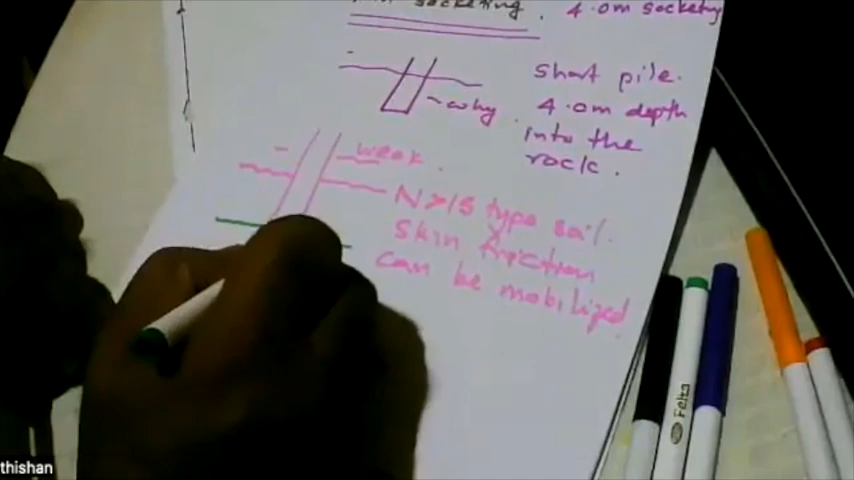 socketing. 4.0m socketing
short pile.
why. 4.0m depth
into the
rock.
weak.
N>15 type soil.
skin friction
can be mobilized.
Felta
thishan